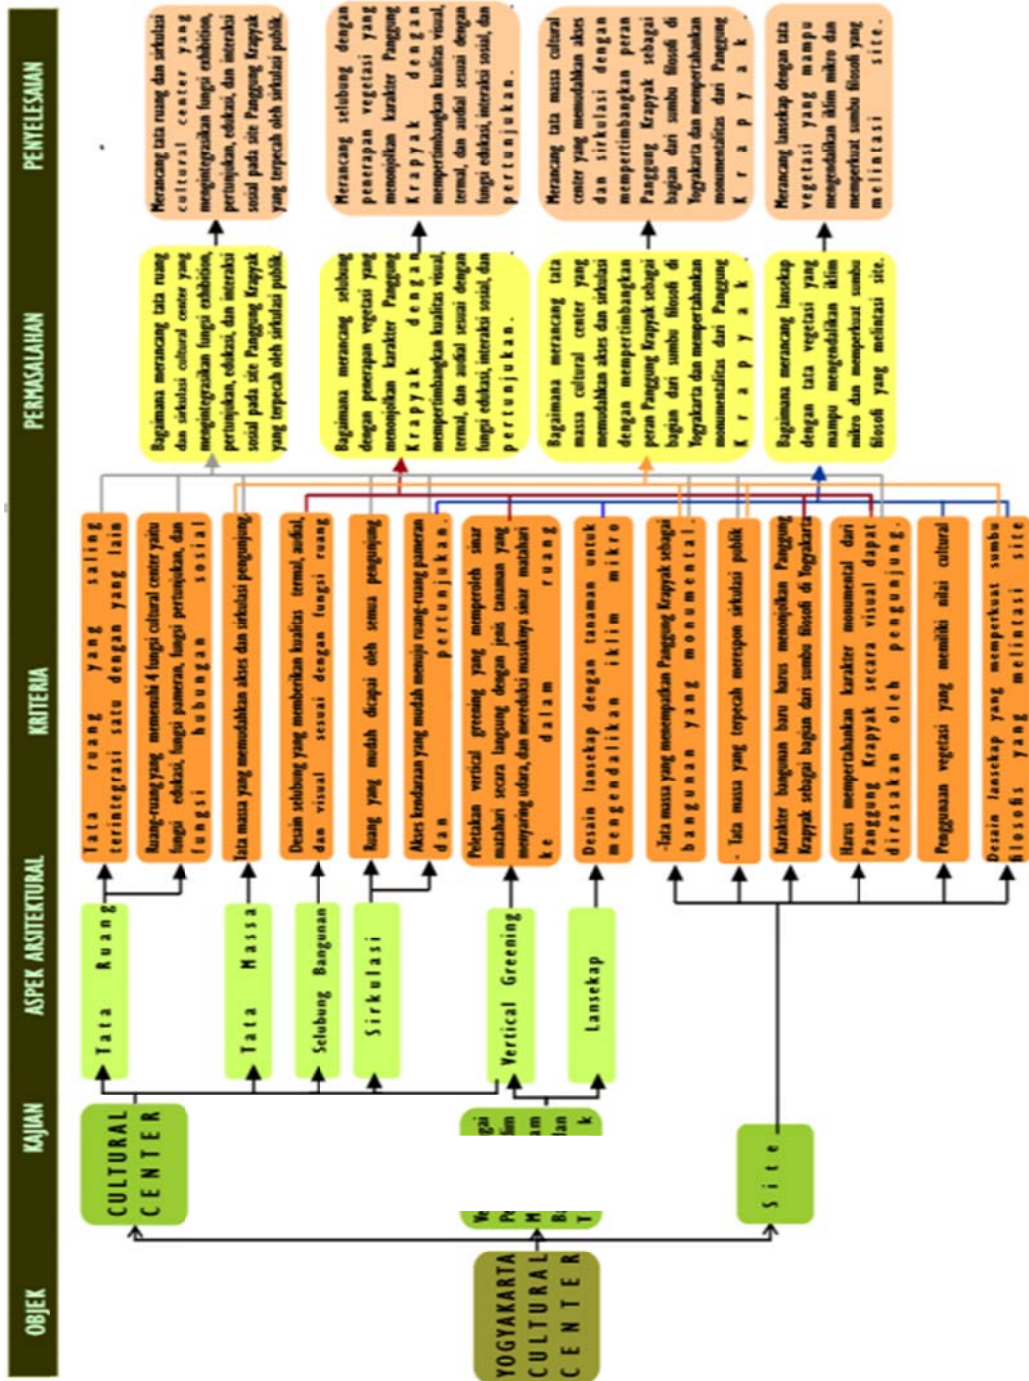 OBJEK
KAJIAN
ASPEK ARSITEKTURAL
KRITERIA
PERMASALAHAN
PENYELESAIAN
YOGYAKARTA
CULTURAL
CENTER
CULTURAL
CENTER
Site
Tata Ruang
Tata Massa
Selubung Bangunan
Sirkulasi
Vertical Greening
Lansekap
Tata ruang yang saling
terintegrasi satu dengan yang lain
Ruang-ruang yang memenuhi 4 fungsi cultural center yaitu
fungsi edukasi, fungsi pameran, fungsi pertunjukan, dan
fungsi hubungan sosial
Tata massa yang memudahkan akses dan sirkulasi pengunjung
Desain selubung yang memberikan kualitas termal, audial,
dan visual sesuai dengan fungsi ruang
Ruang yang mudah dicapai oleh semua pengunjung
Akses kendaraan yang mudah menuju ruang-ruang pameran
dan pertunjukan.
Peletakan vertical greening yang memperoleh sinar
matahari secara langsung dengan jenis tanaman yang
menyaring udara, dan mereduksi masuknya sinar matahari
ke dalam ruang
Desain lansekap dengan tanaman untuk
mengendalikan iklim mikro
-Tata massa yang menempatkan Panggung Krapyak sebagai
bangunan yang monumental.
- Tata massa yang terpecah merespon sirkulasi publik
Karakter bangunan baru harus menonjolkan Panggung
Krapyak sebagai bagian dari sumbu filosofi di Yogyakarta
Harus mempertahankan karakter monumental dari
Panggung Krapyak secara visual dapat
dirasakan oleh pengunjung.
Penggunaan vegetasi yang memiliki nilai cultural
Desain lansekap yang memperkuat sumbu
filosofis yang melintasi site
Bagaimana merancang tata ruang
dan sirkulasi cultural center yang
mengintegrasikan fungsi exhibition,
pertunjukan, edukasi, dan interaksi
sosial pada site Panggung Krapyak
yang terpecah oleh sirkulasi publik.
Bagaimana merancang selubung
dengan penerapan vegetasi yang
menonjolkan karakter Panggung
Krapyak dengan
mempertimbangkan kualitas visual,
termal, dan audial sesuai dengan
fungsi edukasi, interaksi sosial, dan
pertunjukan.
Bagaimana merancang tata
massa cultural center yang
memudahkan akses dan sirkulasi
dengan mempertimbangkan
peran Panggung Krapyak sebagai
bagian dari sumbu filosofi di
Yogyakarta dan mempertahankan
monumentalitas dari Panggung
Krapyak.
Bagaimana merancang lansekap
dengan tata vegetasi yang
mampu mengendalikan iklim
mikro dan memperkuat sumbu
filosofi yang melintasi site.
Merancang tata ruang dan sirkulasi
cultural center yang
mengintegrasikan fungsi exhibition,
pertunjukan, edukasi, dan interaksi
sosial pada site Panggung Krapyak
yang terpecah oleh sirkulasi publik.
Merancang selubung dengan
penerapan vegetasi yang
menonjolkan karakter Panggung
Krapyak dengan
mempertimbangkan kualitas visual,
termal, dan audial sesuai dengan
fungsi edukasi, interaksi sosial, dan
pertunjukan.
Merancang tata massa cultural
center yang memudahkan akses
dan sirkulasi dengan
mempertimbangkan peran
Panggung Krapyak sebagai
bagian dari sumbu filosofi di
Yogyakarta dan mempertahankan
monumentalitas dari Panggung
Krapyak.
Merancang lansekap dengan tata
vegetasi yang mampu
mengendalikan iklim mikro dan
memperkuat sumbu filosofi yang
melintasi site.